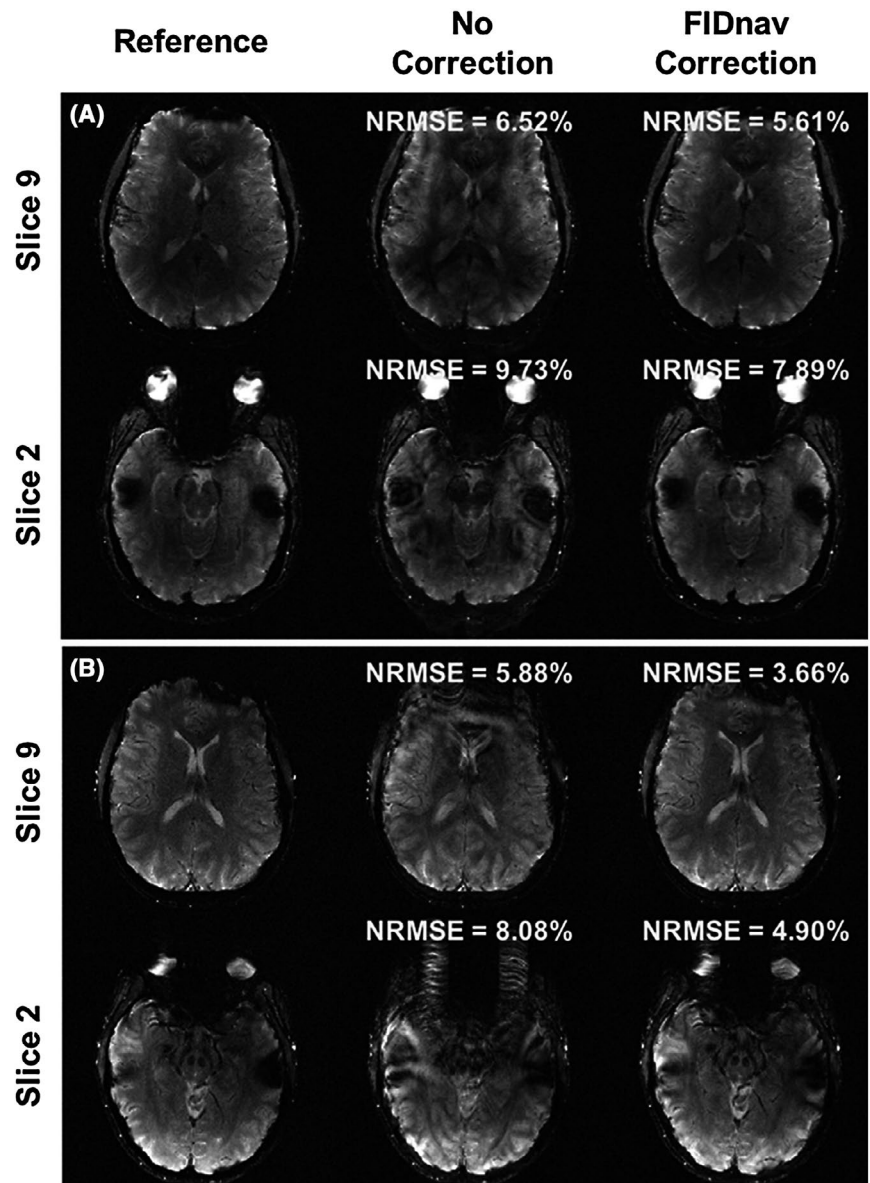 Reference
No Correction
FIDnav Correction
(A)
Slice 9
NRMSE = 6.52%
NRMSE = 5.61%
Slice 2
NRMSE = 9.73%
NRMSE = 7.89%
(B)
Slice 9
NRMSE = 5.88%
NRMSE = 3.66%
Slice 2
NRMSE = 8.08%
NRMSE = 4.90%